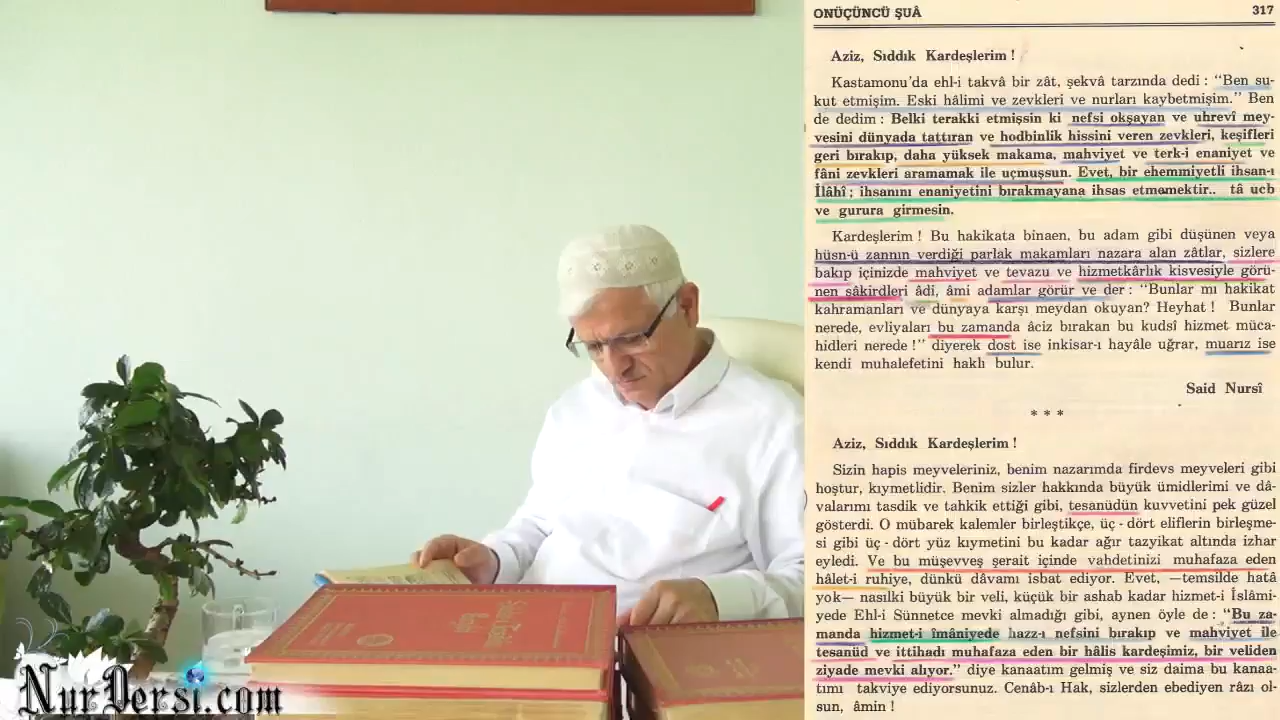 ONÜÇÜNCÜ ŞUÂ 317
Aziz, Sıddık Kardeşlerim !
Kastamonu'da ehl-i takvâ bir zât, şekvâ tarzında dedi : "Ben su-
kut etmişim. Eski hâlimi ve zevkleri ve nurları kaybetmişim." Ben
de dedim : Belki terakki etmişsin ki nefsi okşayan ve uhrevî mey-
vesini dünyada tattıran ve hodbinlik hissini veren zevkleri, keşifleri
geri bırakıp, daha yüksek makama, mahviyet ve terk-i enaniyet ve
fâni zevkleri aramamak ile uçmuşsun. Evet, bir ehemmiyetli ihsan-ı
İlâhî ; ihsanını enaniyetini bırakmayana ihsas etmemektir.. tâ ucb
ve gurura girmesin.
Kardeşlerim ! Bu hakikata binaen, bu adam gibi düşünen veya
hüsn-ü zannın verdiği parlak makamları nazara alan zâtlar, sizlere
bakıp içinizde mahviyet ve tevazu ve hizmetkârlık kisvesiyle görü-
nen şâkirdleri âdi, âmi adamlar görür ve der : "Bunlar mı hakikat
kahramanları ve dünyaya karşı meydan okuyan? Heyhat ! Bunlar
nerede, evliyaları bu zamanda âciz bırakan bu kudsî hizmet müca-
hidleri nerede !" diyerek dost ise inkisar-ı hayâle uğrar, muarız ise
kendi muhalefetini haklı bulur.
Said Nursî
* * *
Aziz, Sıddık Kardeşlerim !
Sizin hapis meyveleriniz, benim nazarımda firdevs meyveleri gibi
hoştur, kıymetlidir. Benim sizler hakkında büyük ümidlerimi ve dâ-
valarımı tasdik ve tahkik ettiği gibi, tesanüdün kuvvetini pek güzel
gösterdi. O mübarek kalemler birleştikçe, üç - dört eliflerin birleşme-
si gibi üç - dört yüz kıymetini bu kadar ağır tazyikat altında izhar
eyledi. Ve bu müşevveş şerait içinde vahdetinizi muhafaza eden
hâlet-i ruhiye, dünkü dâvamı isbat ediyor. Evet, —temsilde hatâ
yok— nasılki büyük bir veli, küçük bir ashab kadar hizmet-i İslâmi-
yede Ehl-i Sünnetce mevki almadığı gibi, aynen öyle de : "Bu za-
manda hizmet-i îmâniyede hazz-ı nefsini bırakıp ve mahviyet ile
tesanüd ve ittihadı muhafaza eden bir hâlis kardeşimiz, bir veliden
ziyade mevki alıyor." diye kanaatım gelmiş ve siz daima bu kanaa-
tımı takviye ediyorsunuz. Cenâb-ı Hak, sizlerden ebediyen râzı ol-
sun, âmin !
NurDersi.com